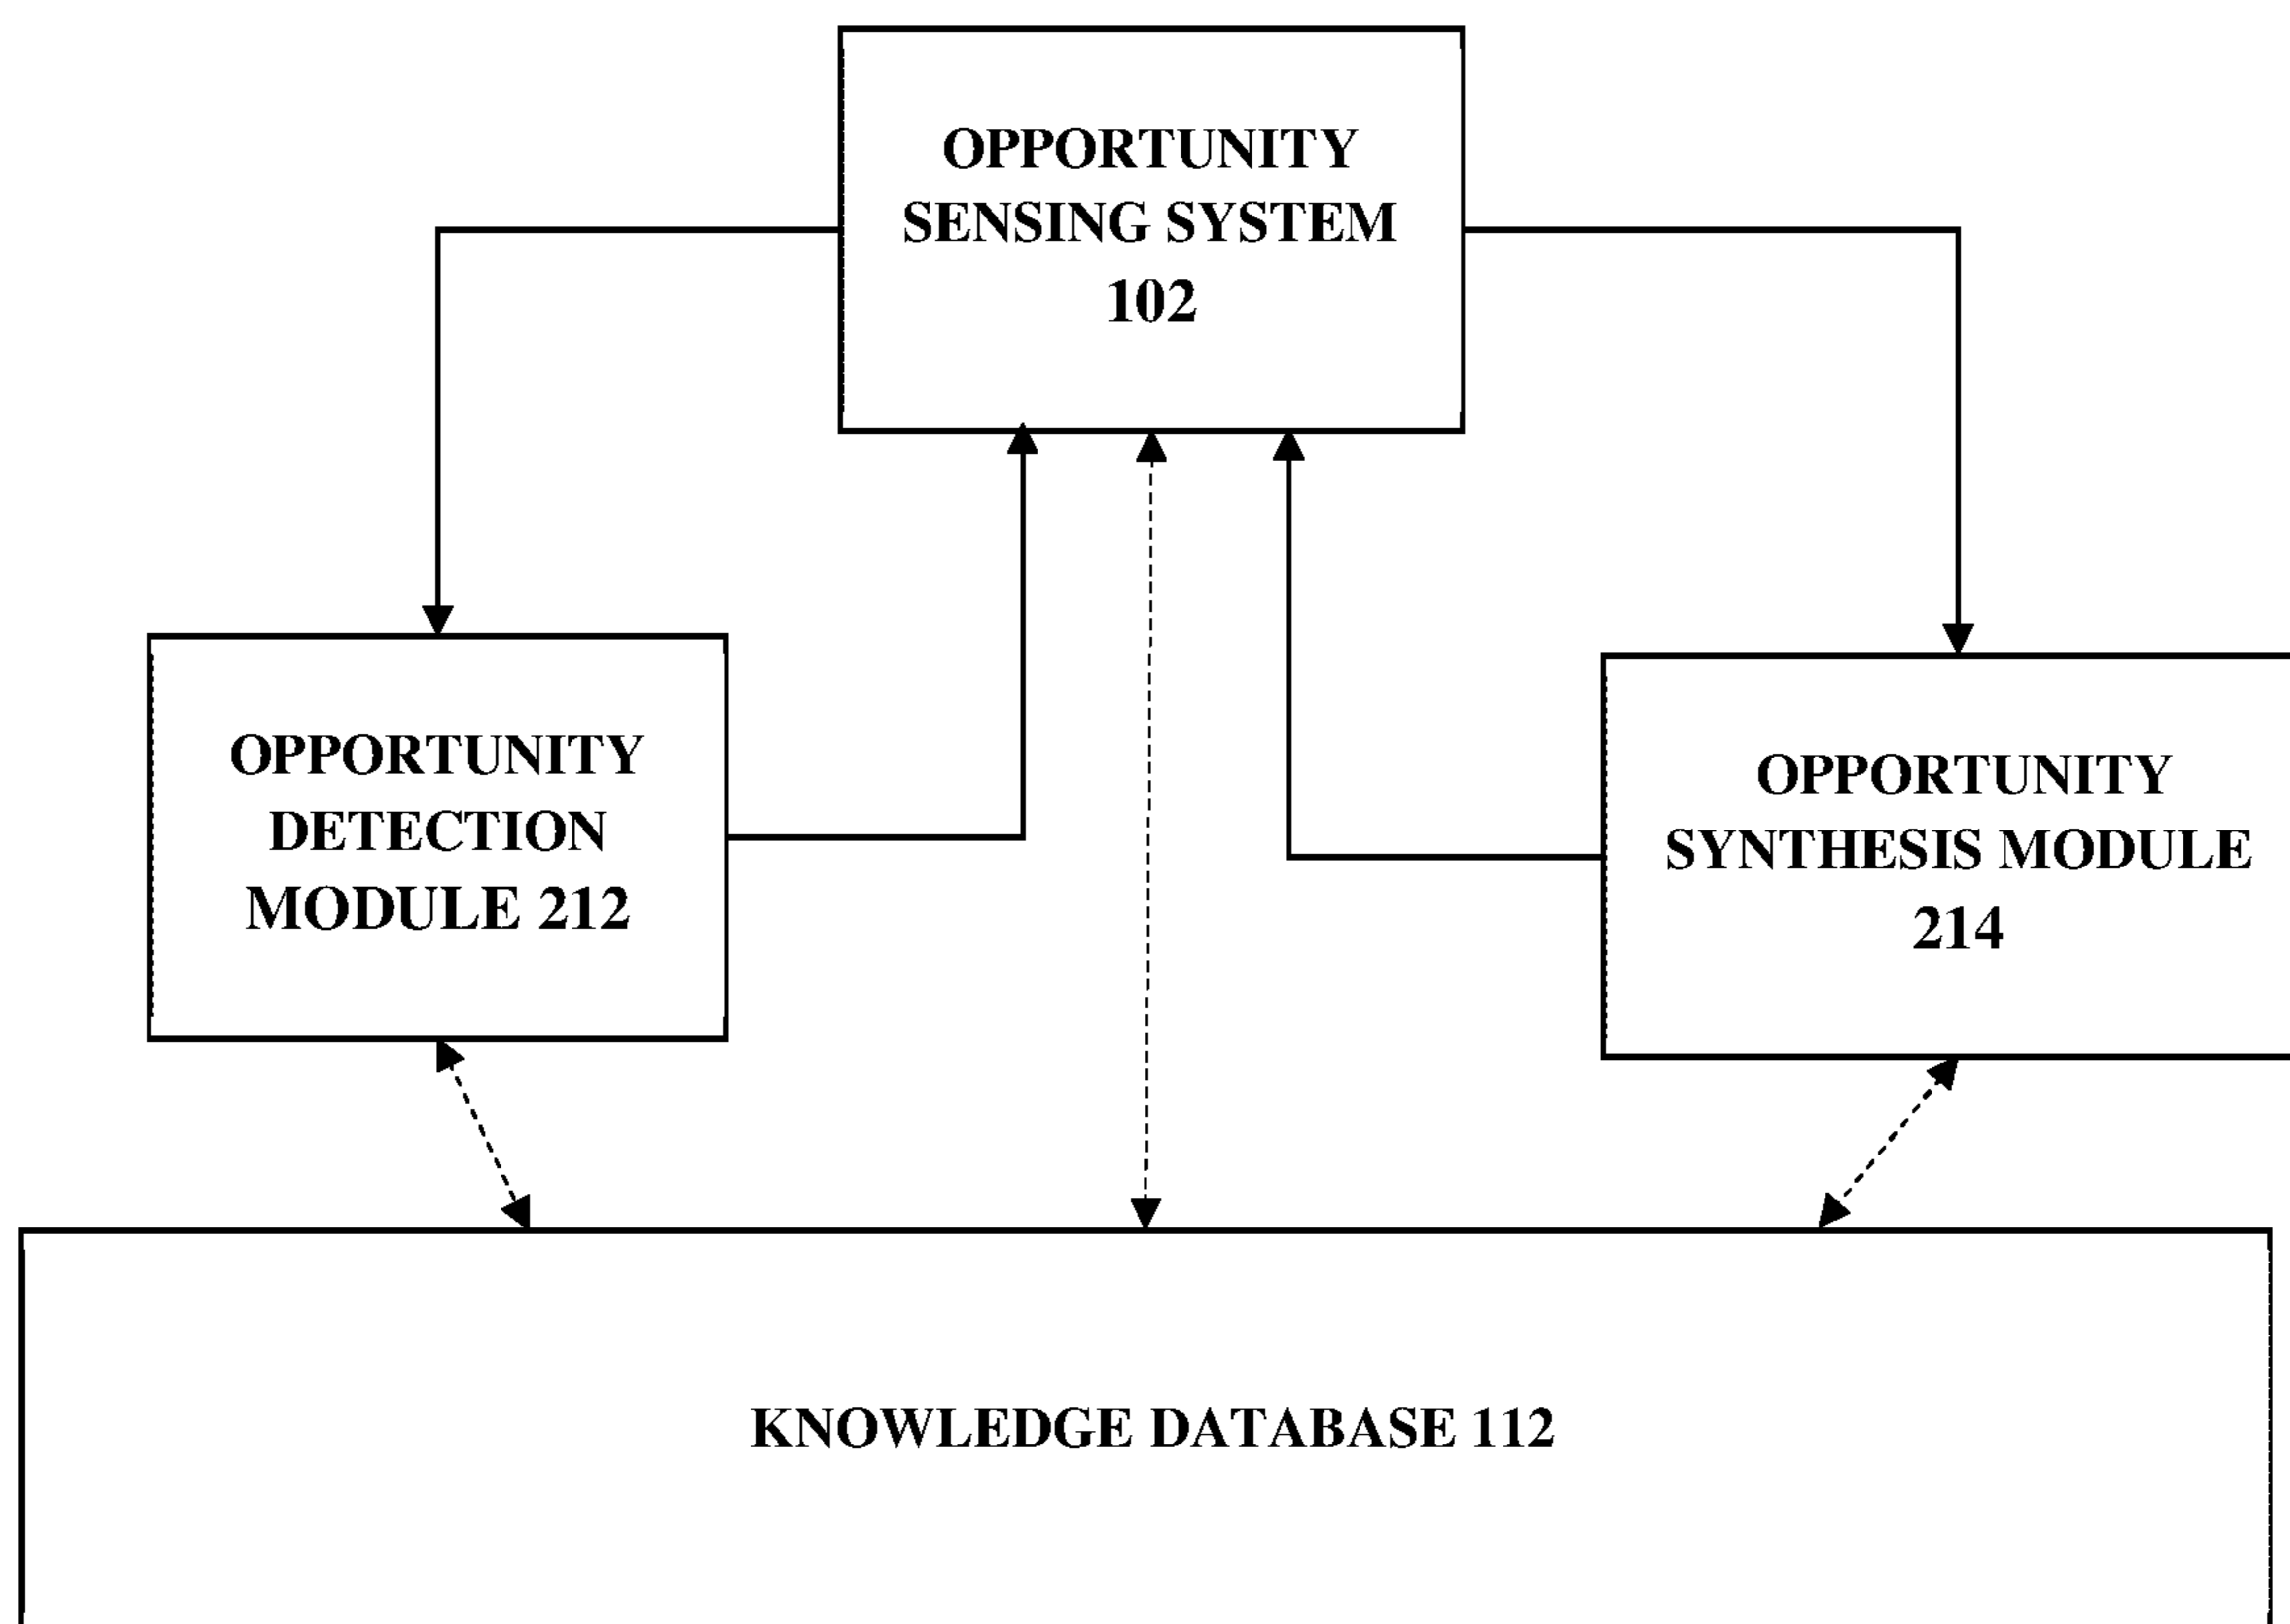 OPPORTUNITY
SENSING SYSTEM
102
OPPORTUNITY
DETECTION
MODULE 212
OPPORTUNITY
SYNTHESIS MODULE
214
KNOWLEDGE DATABASE 112